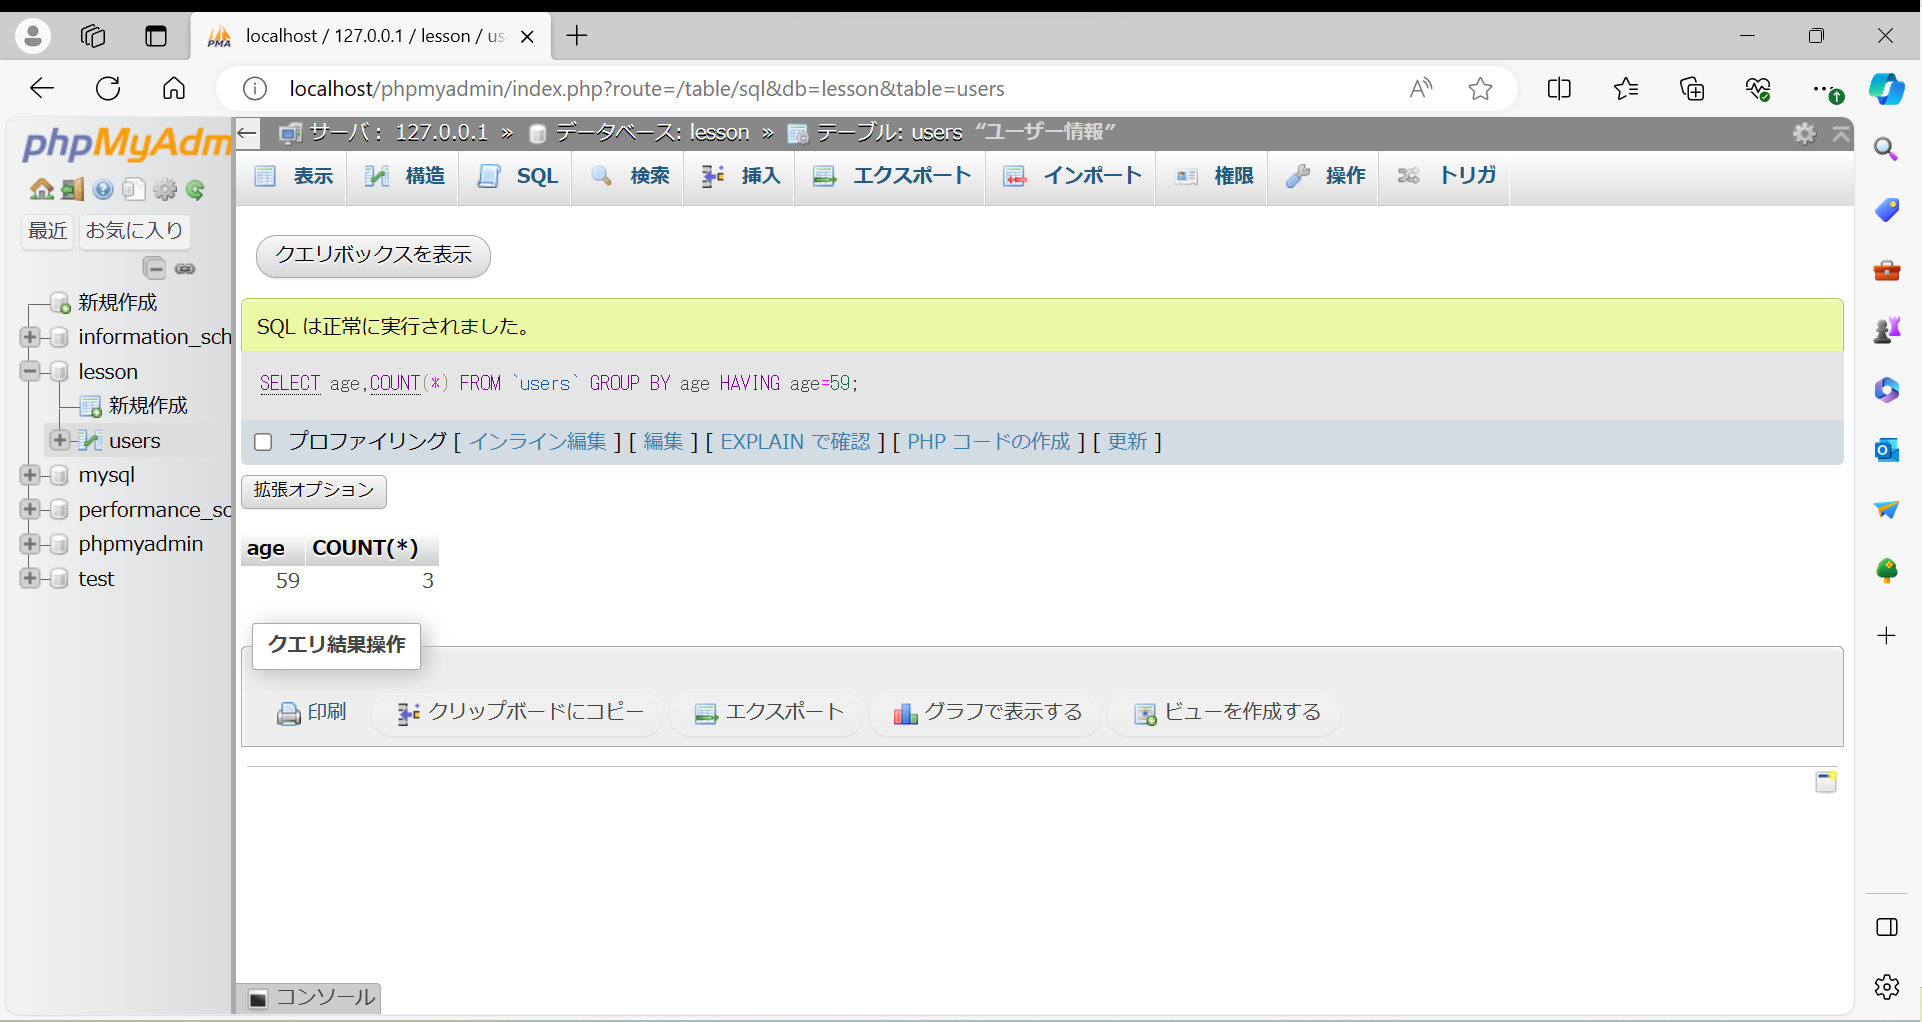 localhost / 127.0.0.1 / lesson / us
localhost/phpmyadmin/index.php?route=/table/sql&db=lesson&table=users
phpMyAdm
サーバ： 127.0.0.1 » データベース: lesson » テーブル: users “ユーザー情報”
表示 構造 SQL 検索 挿入 エクスポート インポート 権限 操作 トリガ
最近 お気に入り
新規作成
information_sch
lesson
新規作成
users
mysql
performance_sc
phpmyadmin
test
クエリボックスを表示
SQL は正常に実行されました。
SELECT age,COUNT(*) FROM `users` GROUP BY age HAVING age=59;
プロファイリング [ インライン編集 ] [ 編集 ] [ EXPLAIN で確認 ] [ PHP コードの作成 ] [ 更新 ]
拡張オプション
age COUNT(*)
59 3
クエリ結果操作
印刷 クリップボードにコピー エクスポート グラフで表示する ビューを作成する
コンソール